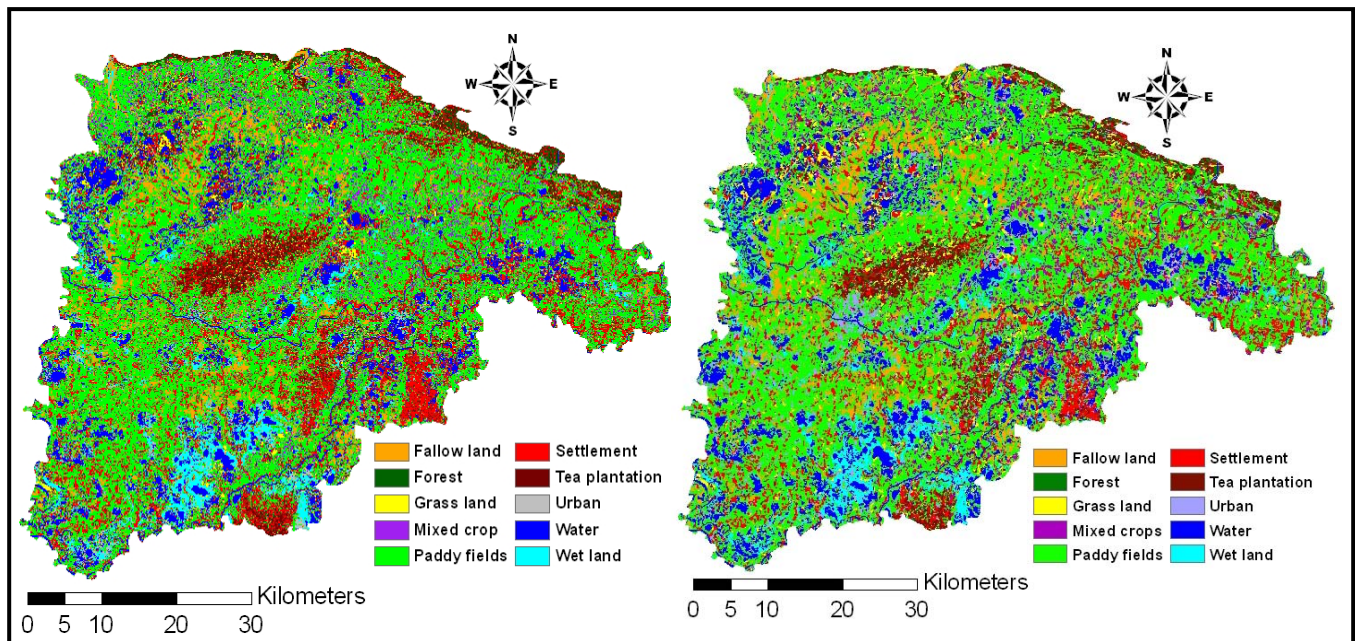 N
W E
S
A
Fallow land Settlement
Forest Tea plantation
Grass land Urban
Mixed crop Water
Paddy fields Wet land
Kilometers
0 5 10 20 30
N
W E
S
A
Fallow land Settlement
Forest Tea plantation
Grass land Urban
Mixed crops Water
Paddy fields Wet land
Kilometers
0 5 10 20 30